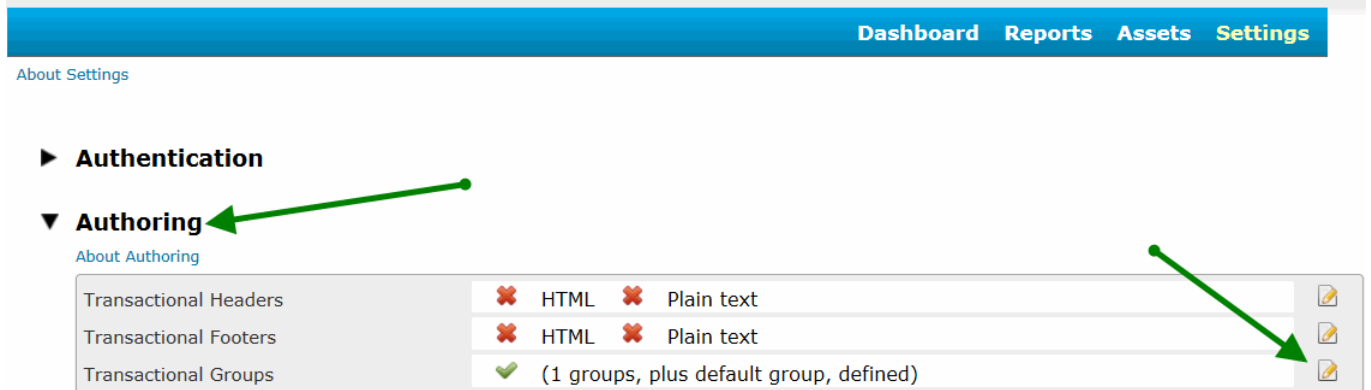 Dashboard Reports Assets Settings
About Settings
Authentication
Authoring
About Authoring
Transactional Headers HTML Plain text
Transactional Footers HTML Plain text
Transactional Groups (1 groups, plus default group, defined)